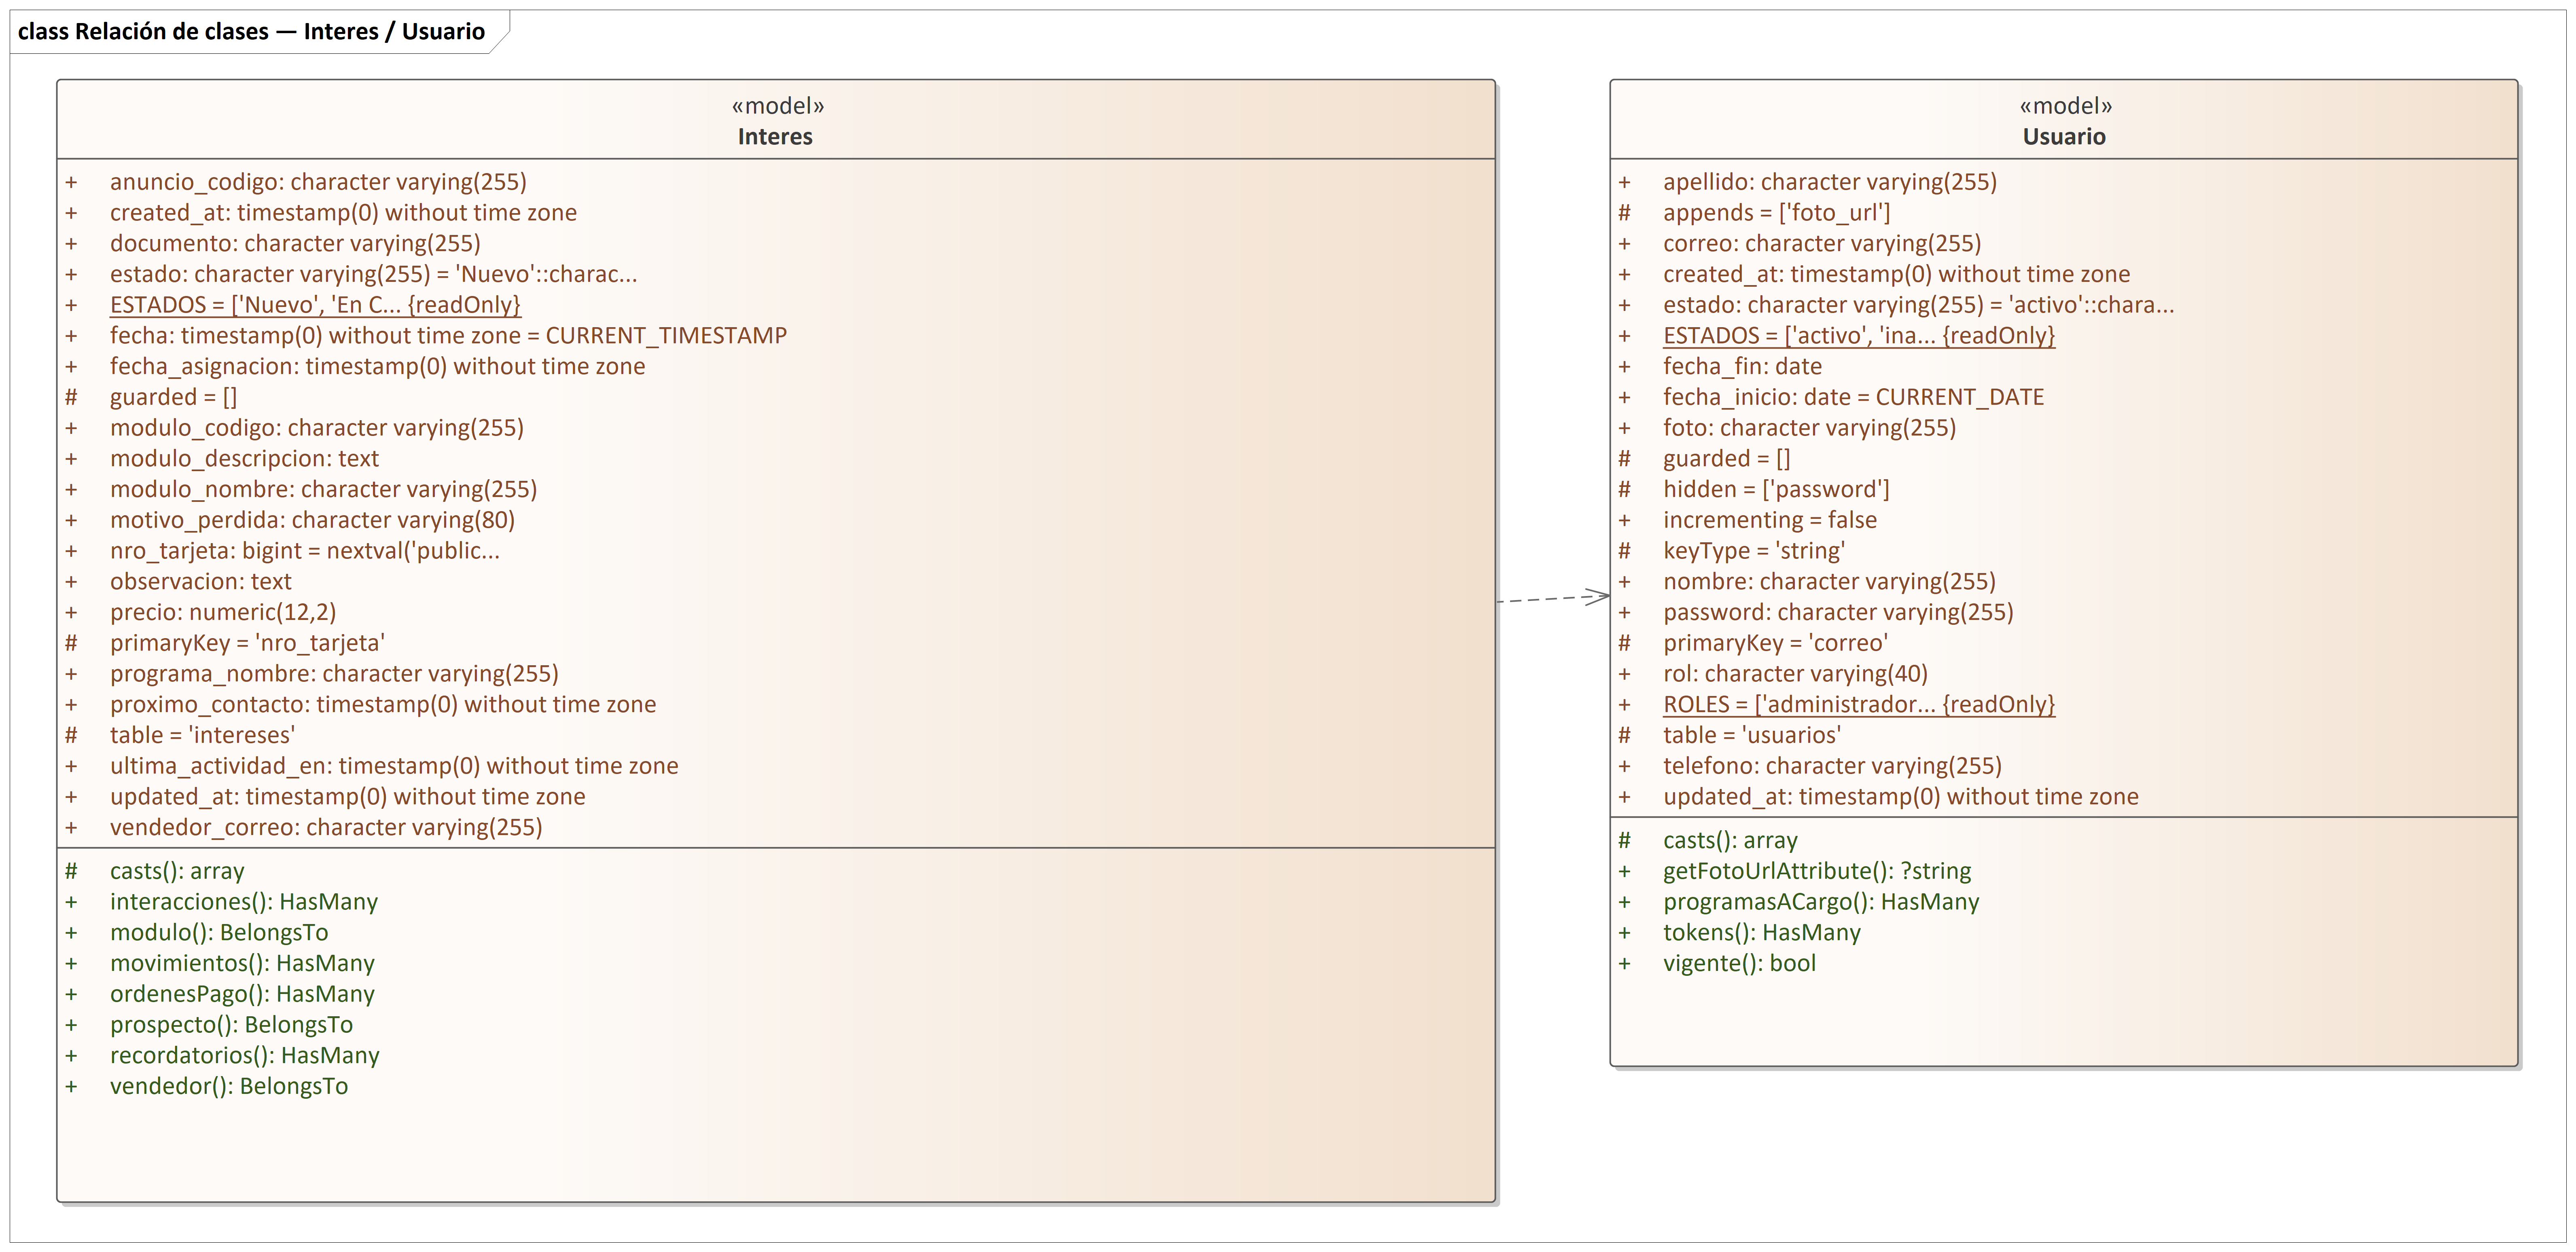 class Relación de clases — Interes / Usuario
«model»
Interes
+ anuncio_codigo: character varying(255)
+ created_at: timestamp(0) without time zone
+ documento: character varying(255)
+ estado: character varying(255) = 'Nuevo'::charac...
+ ESTADOS = ['Nuevo', 'En C... {readOnly}
+ fecha: timestamp(0) without time zone = CURRENT_TIMESTAMP
+ fecha_asignacion: timestamp(0) without time zone
# guarded = []
+ modulo_codigo: character varying(255)
+ modulo_descripcion: text
+ modulo_nombre: character varying(255)
+ motivo_perdida: character varying(80)
+ nro_tarjeta: bigint = nextval('public...
+ observacion: text
+ precio: numeric(12,2)
# primaryKey = 'nro_tarjeta'
+ programa_nombre: character varying(255)
+ proximo_contacto: timestamp(0) without time zone
# table = 'intereses'
+ ultima_actividad_en: timestamp(0) without time zone
+ updated_at: timestamp(0) without time zone
+ vendedor_correo: character varying(255)
# casts(): array
+ interacciones(): HasMany
+ modulo(): BelongsTo
+ movimientos(): HasMany
+ ordenesPago(): HasMany
+ prospecto(): BelongsTo
+ recordatorios(): HasMany
+ vendedor(): BelongsTo
«model»
Usuario
+ apellido: character varying(255)
# appends = ['foto_url']
+ correo: character varying(255)
+ created_at: timestamp(0) without time zone
+ estado: character varying(255) = 'activo'::chara...
+ ESTADOS = ['activo', 'ina... {readOnly}
+ fecha_fin: date
+ fecha_inicio: date = CURRENT_DATE
+ foto: character varying(255)
# guarded = []
# hidden = ['password']
+ incrementing = false
# keyType = 'string'
+ nombre: character varying(255)
+ password: character varying(255)
# primaryKey = 'correo'
+ rol: character varying(40)
+ ROLES = ['administrador... {readOnly}
# table = 'usuarios'
+ telefono: character varying(255)
+ updated_at: timestamp(0) without time zone
# casts(): array
+ getFotoUrlAttribute(): ?string
+ programasACargo(): HasMany
+ tokens(): HasMany
+ vigente(): bool